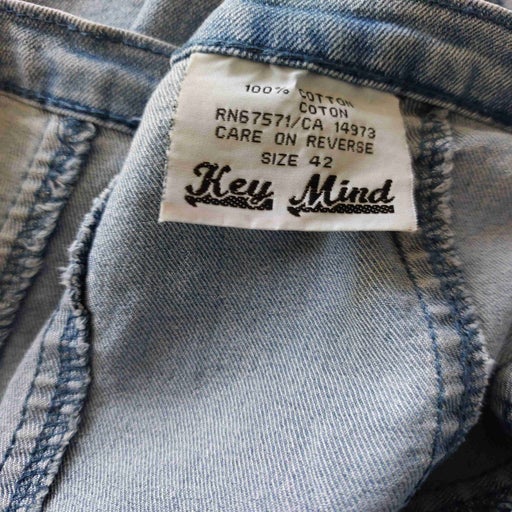 100% COTTON
COTON
RN67571/CA 14973
CARE ON REVERSE
SIZE 42
Key Mind